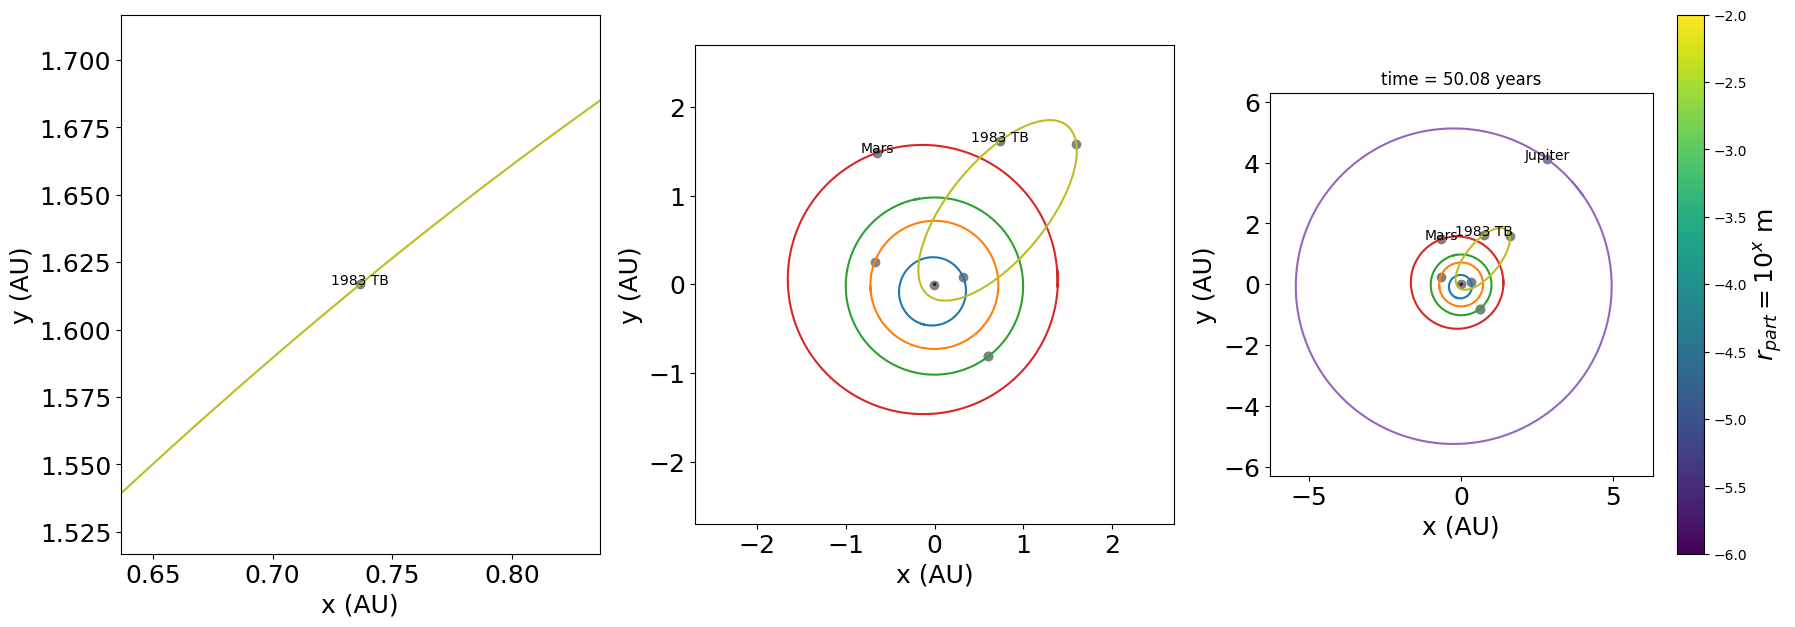 1.700
1.675
1.650
1.625
1.600
1.575
1.550
1.525
y (AU)
1983 TB
0.65 0.70 0.75 0.80
x (AU)
2
1
0
−1
−2
y (AU)
Mars
1983 TB
−2 −1 0 1 2
x (AU)
time = 50.08 years
6
4
2
0
−2
−4
−6
y (AU)
Jupiter
Mars
1983 TB
−5 0 5
x (AU)
−2.0
−2.5
−3.0
−3.5
−4.0
−4.5
−5.0
−5.5
−6.0
r_{part} = 10^x m